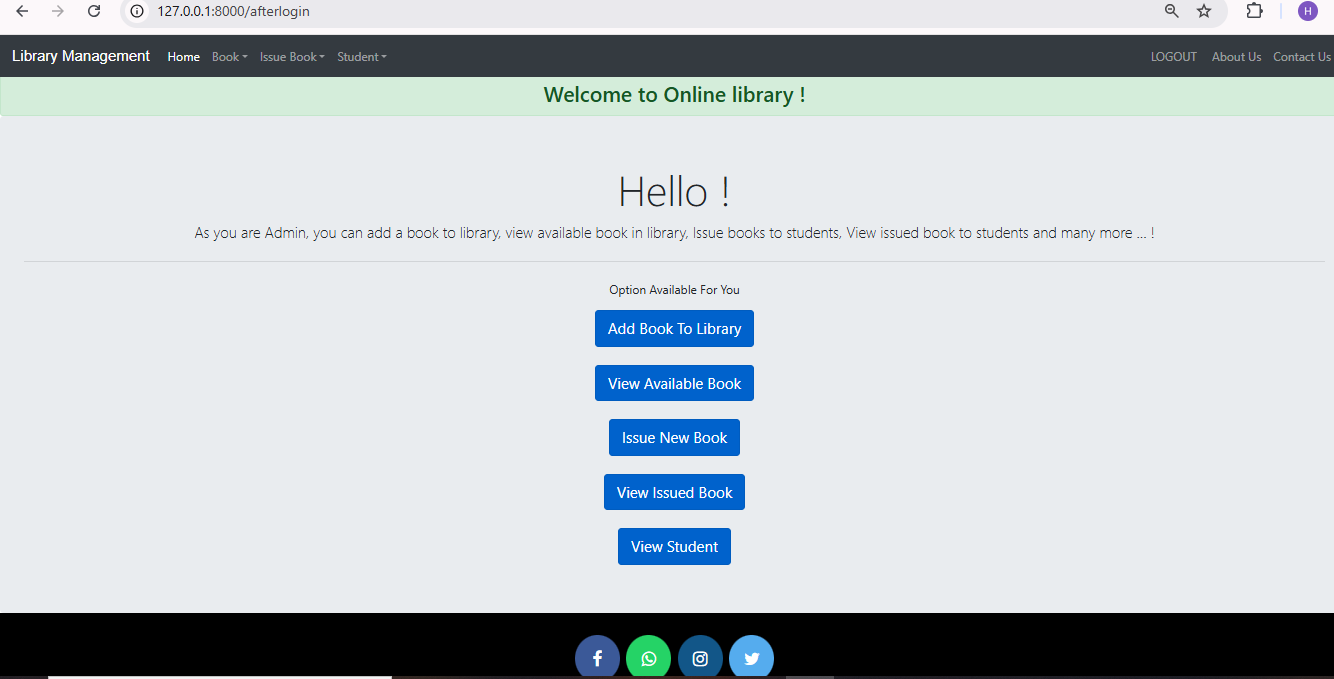 127.0.0.1:8000/afterlogin
H
Library Management Home Book Issue Book Student LOGOUT About Us Contact Us
Welcome to Online library !
Hello !
As you are Admin, you can add a book to library, view available book in library, Issue books to students, View issued book to students and many more ... !
Option Available For You
Add Book To Library
View Available Book
Issue New Book
View Issued Book
View Student